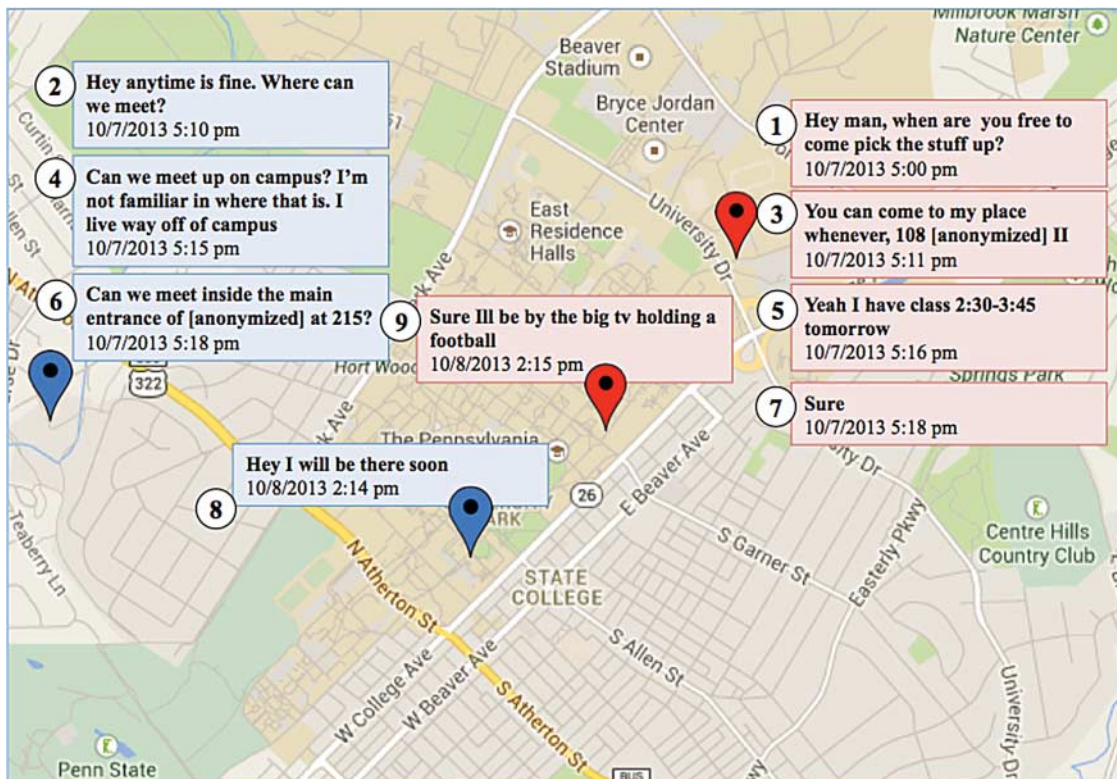 Millbrook Marsh
Nature Center
Beaver
Stadium
Bryce Jordan
Center
2
Hey anytime is fine. Where can
we meet?
10/7/2013 5:10 pm
1
Hey man, when are  you free to
come pick the stuff up?
10/7/2013 5:00 pm
4
Can we meet up on campus? I'm
not familiar in where that is. I
live way off of campus
10/7/2013 5:15 pm
East
Residence
Halls
University Dr
3
You can come to my place
whenever, 108 [anonymized] II
10/7/2013 5:11 pm
6
Can we meet inside the main
entrance of [anonymized] at 215?
10/7/2013 5:18 pm
9
Sure Ill be by the big tv holding a
football
10/8/2013 2:15 pm
5
Yeah I have class 2:30-3:45
tomorrow
10/7/2013 5:16 pm
Springs Park
7
Sure
10/7/2013 5:18 pm
322
The Pennsylvania
8
Hey I will be there soon
10/8/2013 2:14 pm
26
E Beaver Ave
STATE
COLLEGE
S Garner St
Easterly Pkwy
Centre Hills
Country Club
Teaberry Ln
N Atherton St
S Allen St
W College Ave
W Beaver Ave
S Atherton St
University Dr
Penn State
BUS